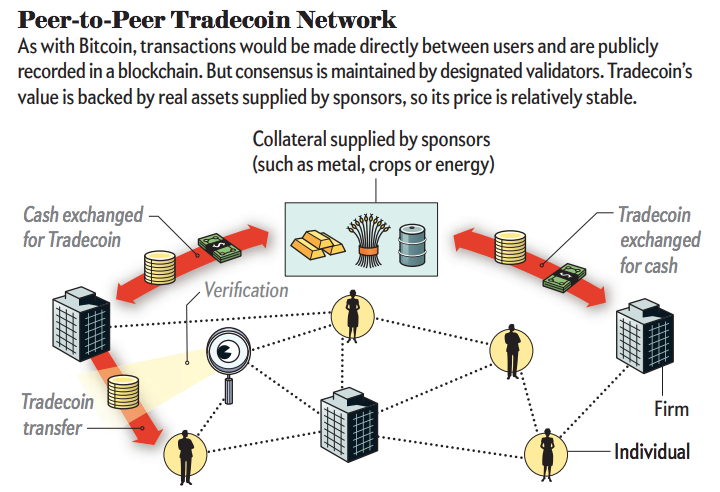 Peer-to-Peer Tradecoin Network
As with Bitcoin, transactions would be made directly between users and are publicly
recorded in a blockchain. But consensus is maintained by designated validators. Tradecoin’s
value is backed by real assets supplied by sponsors, so its price is relatively stable.
Collateral supplied by sponsors
(such as metal, crops or energy)
Cash exchanged
for Tradecoin
Tradecoin
exchanged
for cash
Verification
Tradecoin
transfer
Firm
Individual